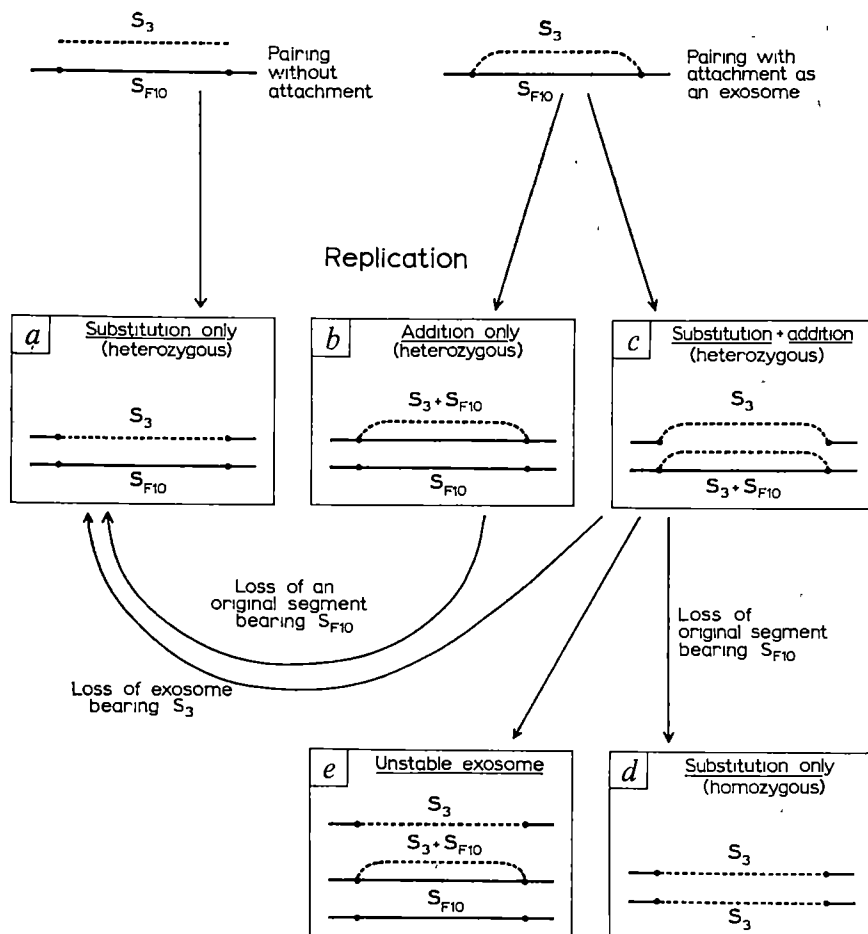 S3
Pairing
without
attachment
SF10
S3
Pairing with
attachment as
an exosome
SF10
Replication
a
Substitution only
(heterozygous)
S3
SF10
b
Addition only
(heterozygous)
S3 + SF10
SF10
c
Substitution + addition
(heterozygous)
S3
S3 + SF10
Loss of an
original segment
bearing SF10
Loss of exosome
bearing S3
Loss of
original segment
bearing SF10
e
Unstable exosome
S3
S3 + SF10
SF10
d
Substitution only
(homozygous)
S3
S3